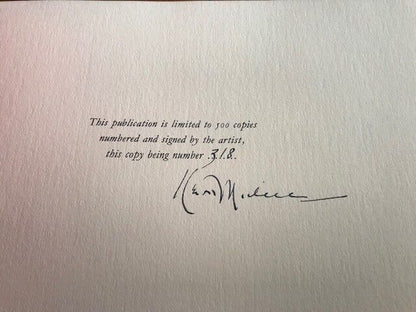 This publication is limited to 500 copies
numbered and signed by the artist,
this copy being number 318.